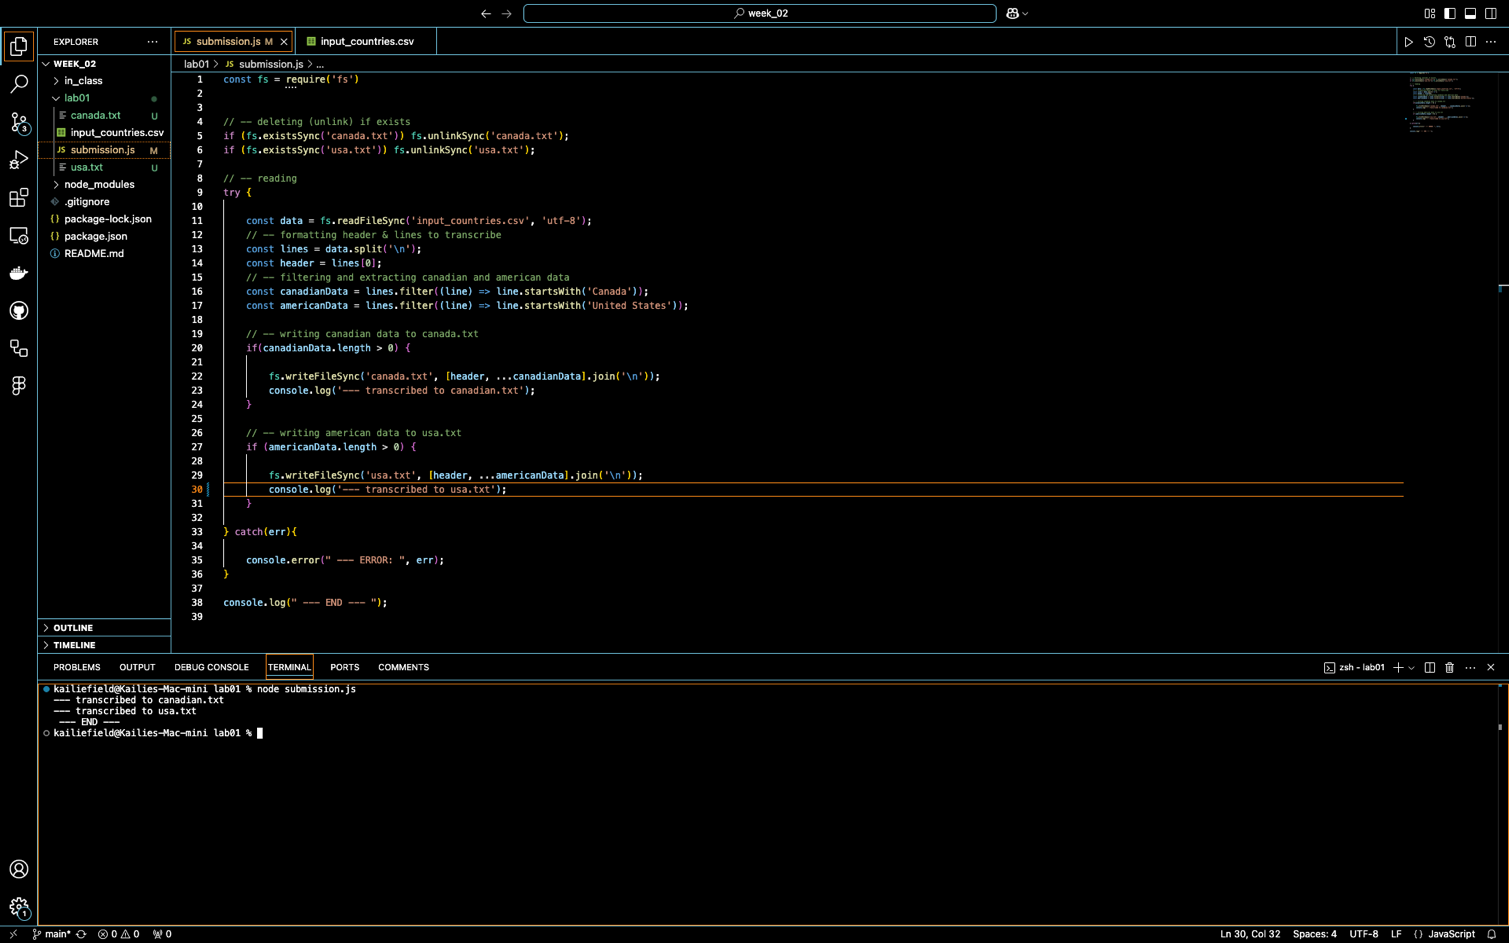 week_02
EXPLORER
submission.js M
input_countries.csv
WEEK_02
in_class
lab01
canada.txt U
input_countries.csv
JS submission.js M
usa.txt U
node_modules
.gitignore
{} package-lock.json
{} package.json
README.md
OUTLINE
TIMELINE
3
1
lab01 > JS submission.js > ...
1 const fs = require('fs')
2
3
4 // -- deleting (unlink) if exists
5 if (fs.existsSync('canada.txt')) fs.unlinkSync('canada.txt');
6 if (fs.existsSync('usa.txt')) fs.unlinkSync('usa.txt');
7
8 // -- reading
9 try {
10
11 const data = fs.readFileSync('input_countries.csv', 'utf-8');
12 // -- formatting header & lines to transcribe
13 const lines = data.split('\n');
14 const header = lines[0];
15 // -- filtering and extracting canadian and american data
16 const canadianData = lines.filter((line) => line.startsWith('Canada'));
17 const americanData = lines.filter((line) => line.startsWith('United States'));
18
19 // -- writing canadian data to canada.txt
20 if(canadianData.length > 0) {
21
22 fs.writeFileSync('canada.txt', [header, ...canadianData].join('\n'));
23 console.log('--- transcribed to canadian.txt');
24 }
25
26 // -- writing american data to usa.txt
27 if (americanData.length > 0) {
28
29 fs.writeFileSync('usa.txt', [header, ...americanData].join('\n'));
30 console.log('--- transcribed to usa.txt');
31 }
32
33 } catch(err){
34
35 console.error(" --- ERROR: ", err);
36 }
37
38 console.log(" --- END --- ");
39
PROBLEMS OUTPUT DEBUG CONSOLE TERMINAL PORTS COMMENTS
zsh - lab01
kailiefield@Kailies-Mac-mini lab01 % node submission.js
--- transcribed to canadian.txt
--- transcribed to usa.txt
--- END ---
kailiefield@Kailies-Mac-mini lab01 %
main* 0 0 0
Ln 30, Col 32 Spaces: 4 UTF-8 LF {} JavaScript